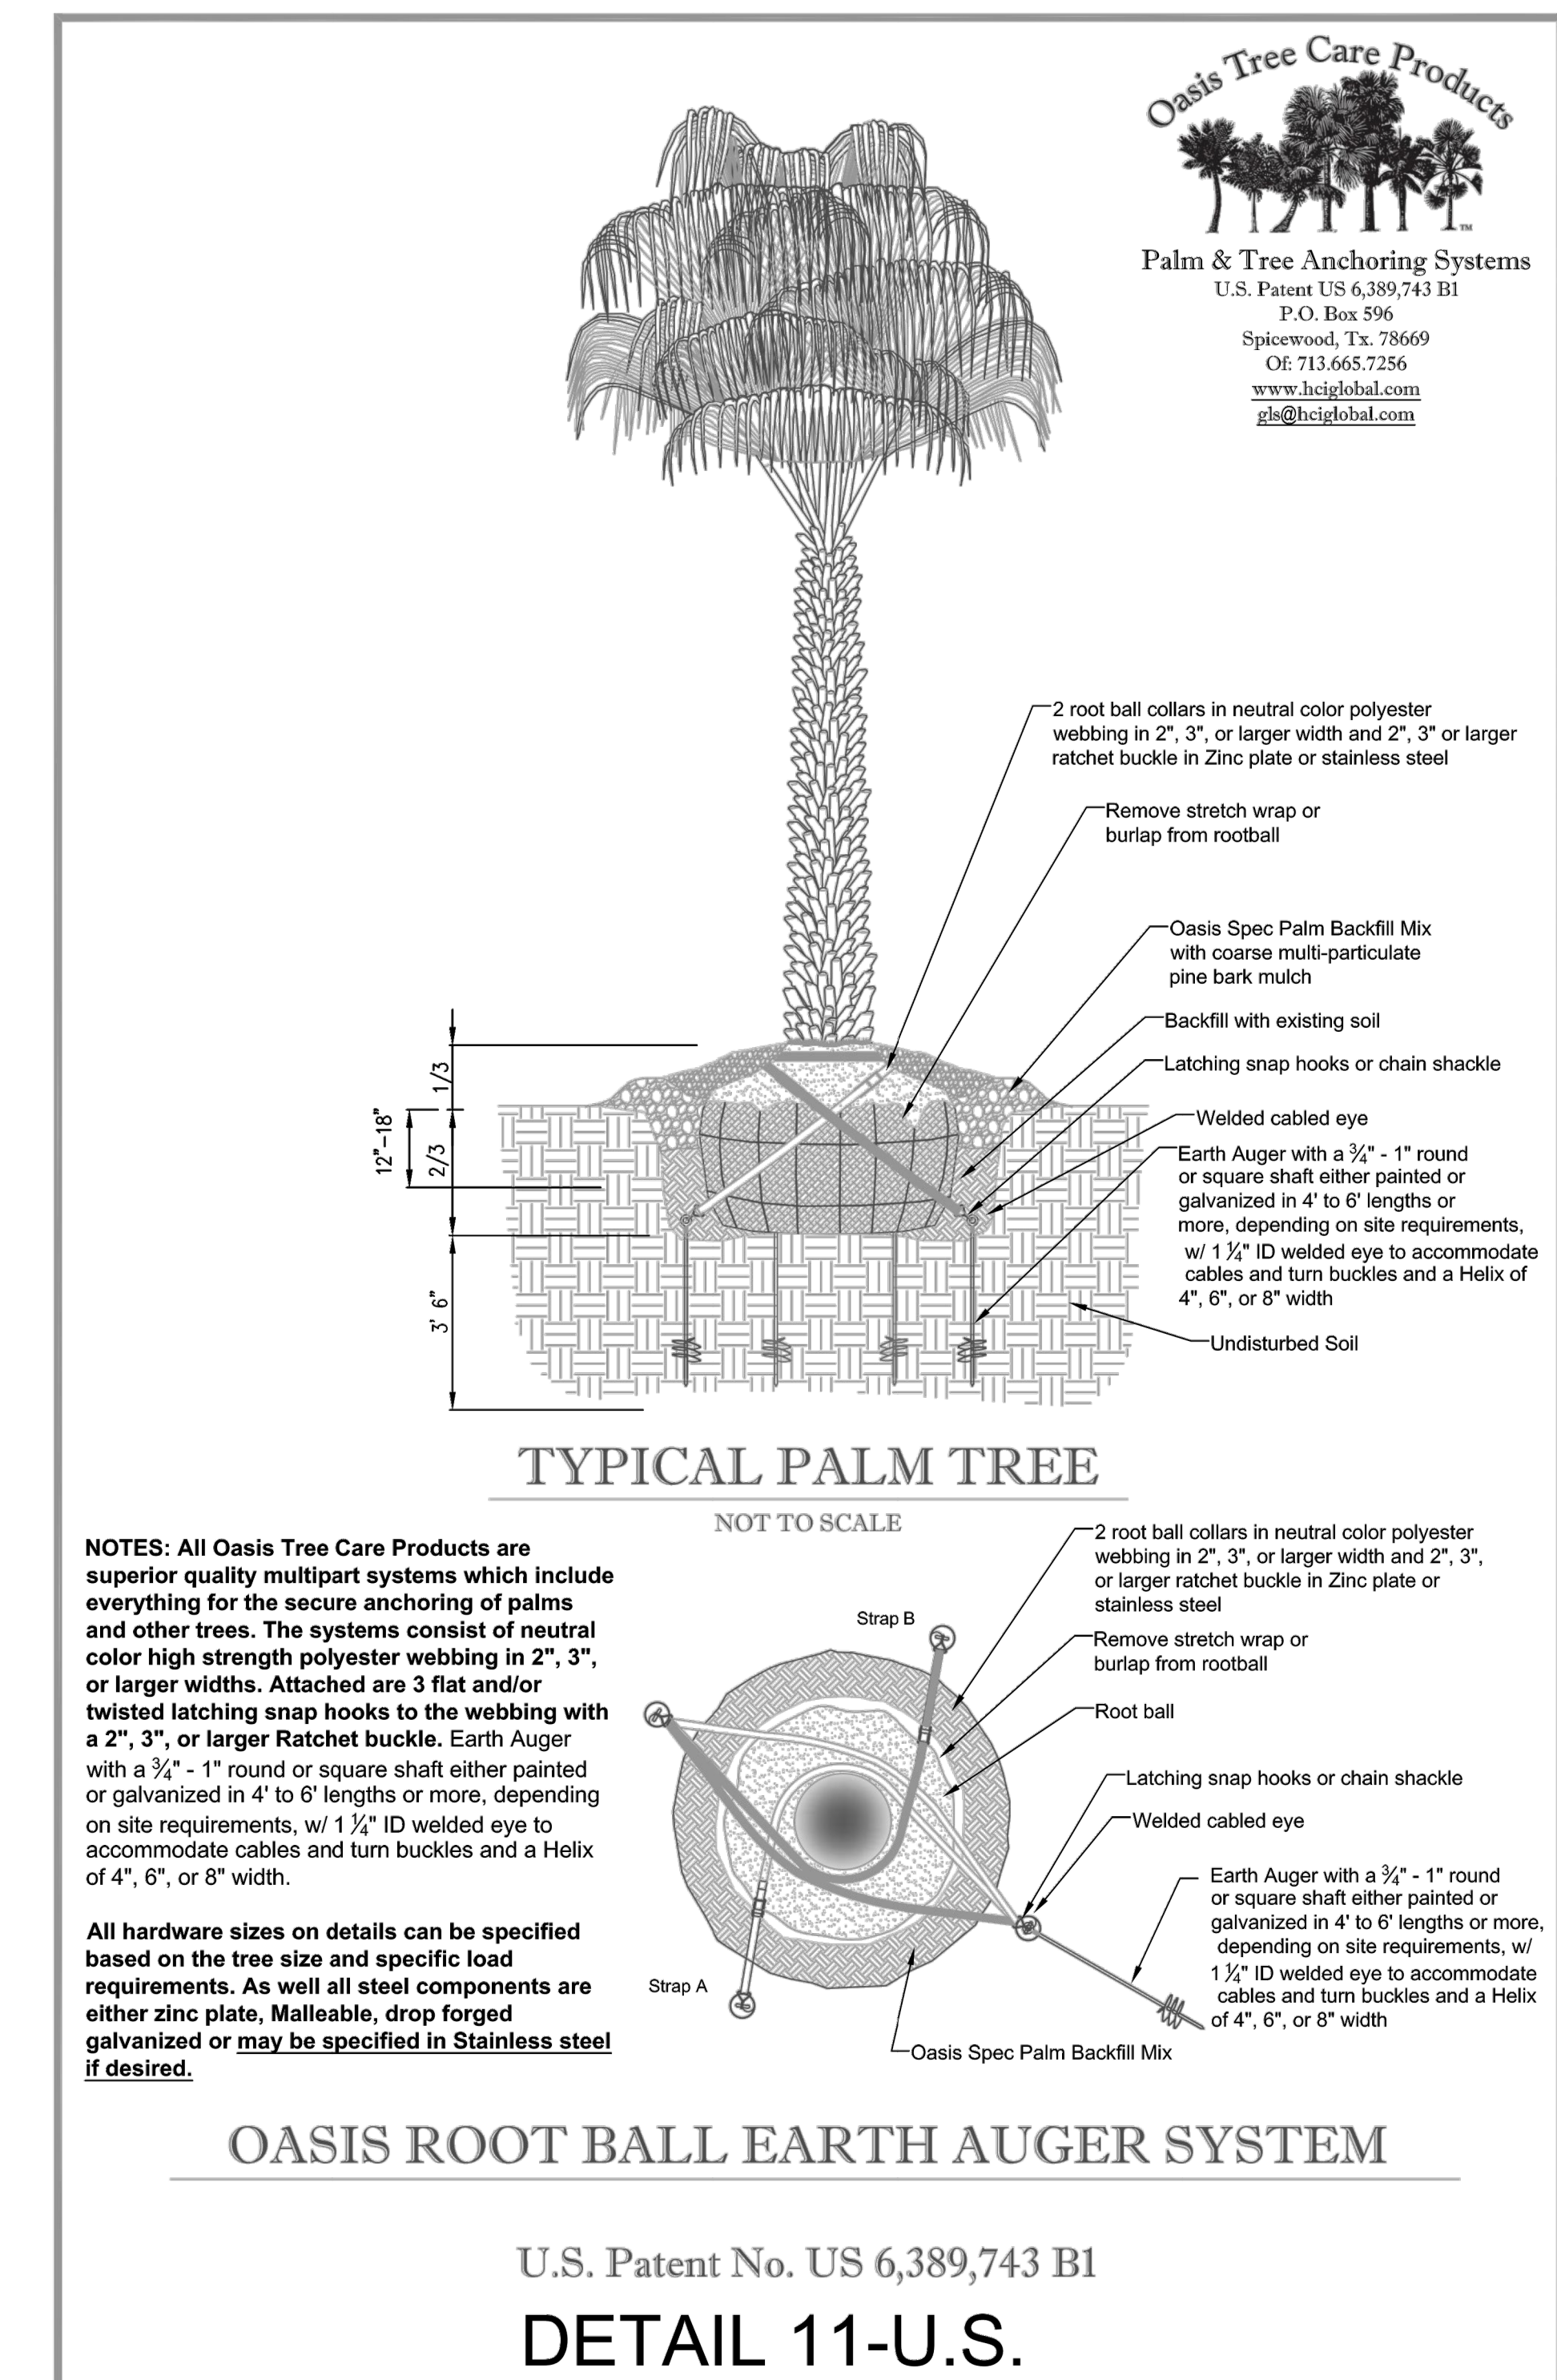 Oasis Tree Care Products
TM
Palm & Tree Anchoring Systems
U.S. Patent US 6,389,743 B1
P.O. Box 596
Spicewood, Tx. 78669
Of: 713.665.7256
www.hciglobal.com
gls@hciglobal.com
2 root ball collars in neutral color polyester
webbing in 2", 3", or larger width and 2", 3" or larger
ratchet buckle in Zinc plate or stainless steel
Remove stretch wrap or
burlap from rootball
Oasis Spec Palm Backfill Mix
with coarse multi-particulate
pine bark mulch
Backfill with existing soil
Latching snap hooks or chain shackle
Welded cabled eye
Earth Auger with a ¾" - 1" round
or square shaft either painted or
galvanized in 4' to 6' lengths or
more, depending on site requirements,
w/ 1 ¼" ID welded eye to accommodate
cables and turn buckles and a Helix of
4", 6", or 8" width
Undisturbed Soil
1/3
12"-18"
2/3
3' 6"
TYPICAL PALM TREE
NOT TO SCALE
NOTES: All Oasis Tree Care Products are
superior quality multipart systems which include
everything for the secure anchoring of palms
and other trees. The systems consist of neutral
color high strength polyester webbing in 2", 3",
or larger widths. Attached are 3 flat and/or
twisted latching snap hooks to the webbing with
a 2", 3", or larger Ratchet buckle. Earth Auger
with a ¾" - 1" round or square shaft either painted
or galvanized in 4' to 6' lengths or more, depending
on site requirements, w/ 1 ¼" ID welded eye to
accommodate cables and turn buckles and a Helix
of 4", 6", or 8" width.
All hardware sizes on details can be specified
based on the tree size and specific load
requirements. As well all steel components are
either zinc plate, Malleable, drop forged
galvanized or may be specified in Stainless steel
if desired.
2 root ball collars in neutral color polyester
webbing in 2", 3", or larger width and 2", 3",
or larger ratchet buckle in Zinc plate or
stainless steel
Strap B
Remove stretch wrap or
burlap from rootball
Root ball
Latching snap hooks or chain shackle
Welded cabled eye
Earth Auger with a ¾" - 1" round
or square shaft either painted or
galvanized in 4' to 6' lengths or more,
depending on site requirements, w/
1 ¼" ID welded eye to accommodate
cables and turn buckles and a Helix
of 4", 6", or 8" width
Strap A
Oasis Spec Palm Backfill Mix
OASIS ROOT BALL EARTH AUGER SYSTEM
U.S. Patent No. US 6,389,743 B1
DETAIL 11-U.S.